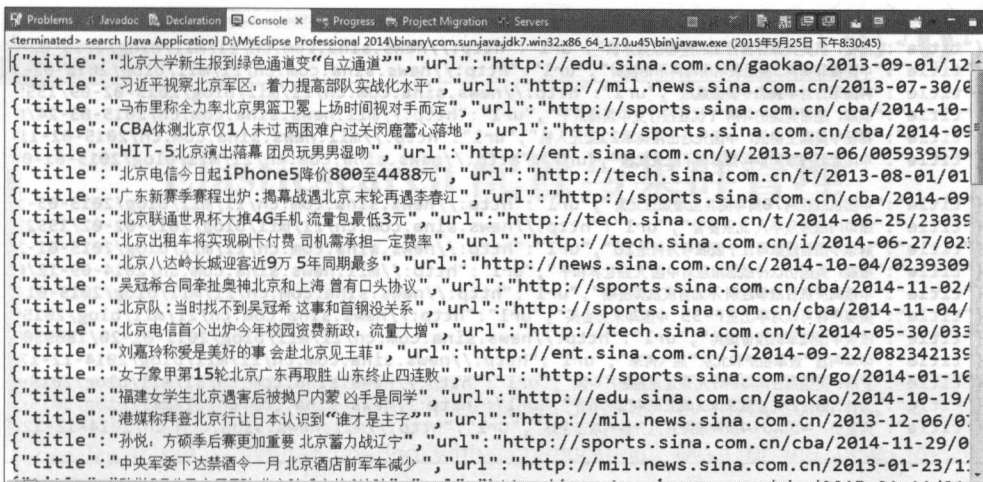 Problems Javadoc Declaration Console Progress Project Migration Servers
<terminated> search [Java Application] D:\MyEclipse Professional 2014\binary\com.sun.java.jdk7.win32.x86_64_1.7.0.u45\bin\javaw.exe (2015年5月25日 下午8:30:45)
{"title":"北京大学新生报到绿色通道变“自立通道”","url":"http://edu.sina.com.cn/gaokao/2013-09-01/12
{"title":"习近平视察北京军区：着力提高部队实战化水平","url":"http://mil.news.sina.com.cn/2013-07-30/0
{"title":"马布里称全力率北京男篮卫冕 上场时间视对手而定","url":"http://sports.sina.com.cn/cba/2014-10-
{"title":"CBA体测北京仅1人未过 两困难户过关闵鹿蕾心落地","url":"http://sports.sina.com.cn/cba/2014-09
{"title":"HIT-5北京演出落幕 团员玩男男湿吻","url":"http://ent.sina.com.cn/y/2013-07-06/005939579
{"title":"北京电信今日起iPhone5降价800至4488元","url":"http://tech.sina.com.cn/t/2013-08-01/01
{"title":"广东新赛季赛程出炉：揭幕战遇北京 末轮再遇李春江","url":"http://sports.sina.com.cn/cba/2014-09
{"title":"北京联通世界杯大推4G手机 流量包最低3元","url":"http://tech.sina.com.cn/t/2014-06-25/23039
{"title":"北京出租车将实现刷卡付费 司机需承担一定费率","url":"http://tech.sina.com.cn/i/2014-06-27/02
{"title":"北京八达岭长城迎客近9万 5年同期最多","url":"http://news.sina.com.cn/c/2014-10-04/0239309
{"title":"吴冠希合同牵扯奥神北京和上海 曾有口头协议","url":"http://sports.sina.com.cn/cba/2014-11-02/
{"title":"北京队：当时找不到吴冠希 这事和首钢没关系","url":"http://sports.sina.com.cn/cba/2014-11-04/
{"title":"北京电信首个出炉今年校园资费新政：流量大增","url":"http://tech.sina.com.cn/t/2014-05-30/033
{"title":"刘嘉玲称爱是美好的事 会赴北京见王菲","url":"http://ent.sina.com.cn/j/2014-09-22/082342139
{"title":"女子象甲第15轮北京广东再取胜 山东终止四连败","url":"http://sports.sina.com.cn/go/2014-01-16
{"title":"福建女学生北京遇害后被抛尸内蒙 凶手是同学","url":"http://edu.sina.com.cn/gaokao/2014-10-19/
{"title":"港媒称拜登北京行让日本认识到“谁才是主子”","url":"http://mil.news.sina.com.cn/2013-12-06/0
{"title":"孙悦：方硕季后赛更加重要 北京蓄力战辽宁","url":"http://sports.sina.com.cn/cba/2014-11-29/0
{"title":"中央军委下达禁酒令一月 北京酒店前军车减少","url":"http://mil.news.sina.com.cn/2013-01-23/1